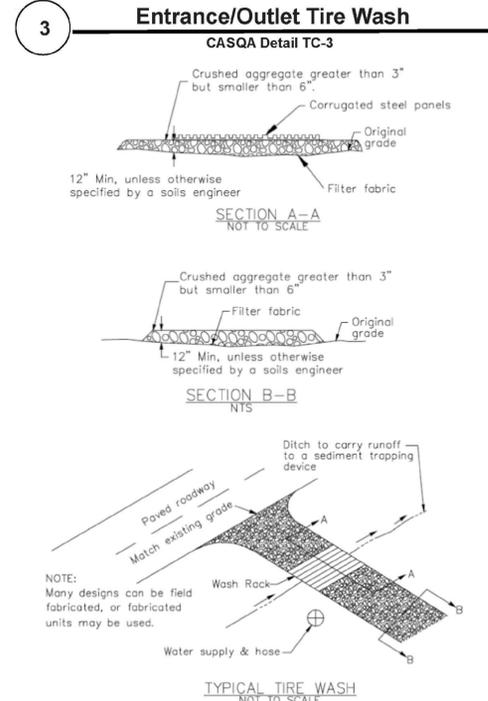 3
Entrance/Outlet Tire Wash
CASQA Detail TC-3
Crushed aggregate greater than 3"
but smaller than 6".
Corrugated steel panels
Original
grade
12" Min, unless otherwise
specified by a soils engineer
Filter fabric
SECTION A-A
NOT TO SCALE
Crushed aggregate greater than 3"
but smaller than 6"
Filter fabric
Original
grade
12" Min, unless otherwise
specified by a soils engineer
SECTION B-B
NTS
Ditch to carry runoff
to a sediment trapping
device
Paved roadway
Match existing grade
A
NOTE:
Many designs can be field
fabricated, or fabricated
units may be used.
Wash Rack
A
B
Water supply & hose
B
TYPICAL TIRE WASH
NOT TO SCALE